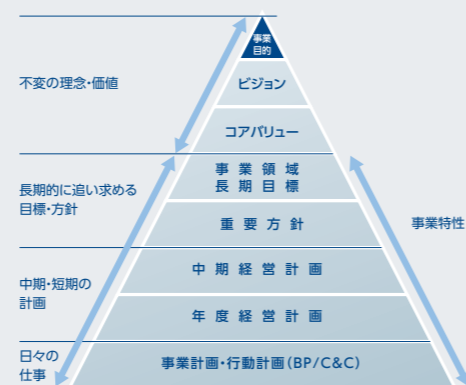 事業
目的
不変の理念・価値
ビジョン
コアバリュー
事業領域
長期目標
長期的に追い求める
目標・方針
重要方針
事業特性
中期経営計画
中期・短期の
計画
年度経営計画
日々の
仕事
事業計画・行動計画(BP/C&C)